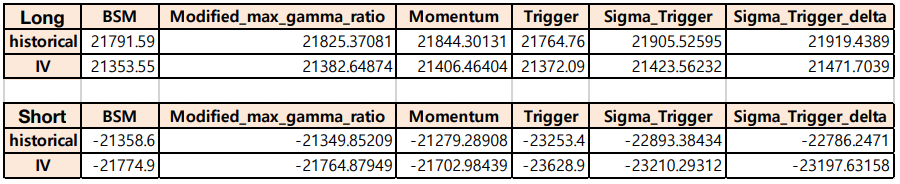 Long BSM Modified_max_gamma_ratio Momentum Trigger Sigma_Trigger Sigma_Trigger_delta
historical 21791.59 21825.37081 21844.30131 21764.76 21905.52595 21919.4389
IV 21353.55 21382.64874 21406.46404 21372.09 21423.56232 21471.7039
Short BSM Modified_max_gamma_ratio Momentum Trigger Sigma_Trigger Sigma_Trigger_delta
historical -21358.6 -21349.85209 -21279.28908 -23253.4 -22893.38434 -22786.2471
IV -21774.9 -21764.87949 -21702.98439 -23628.9 -23210.29312 -23197.63158